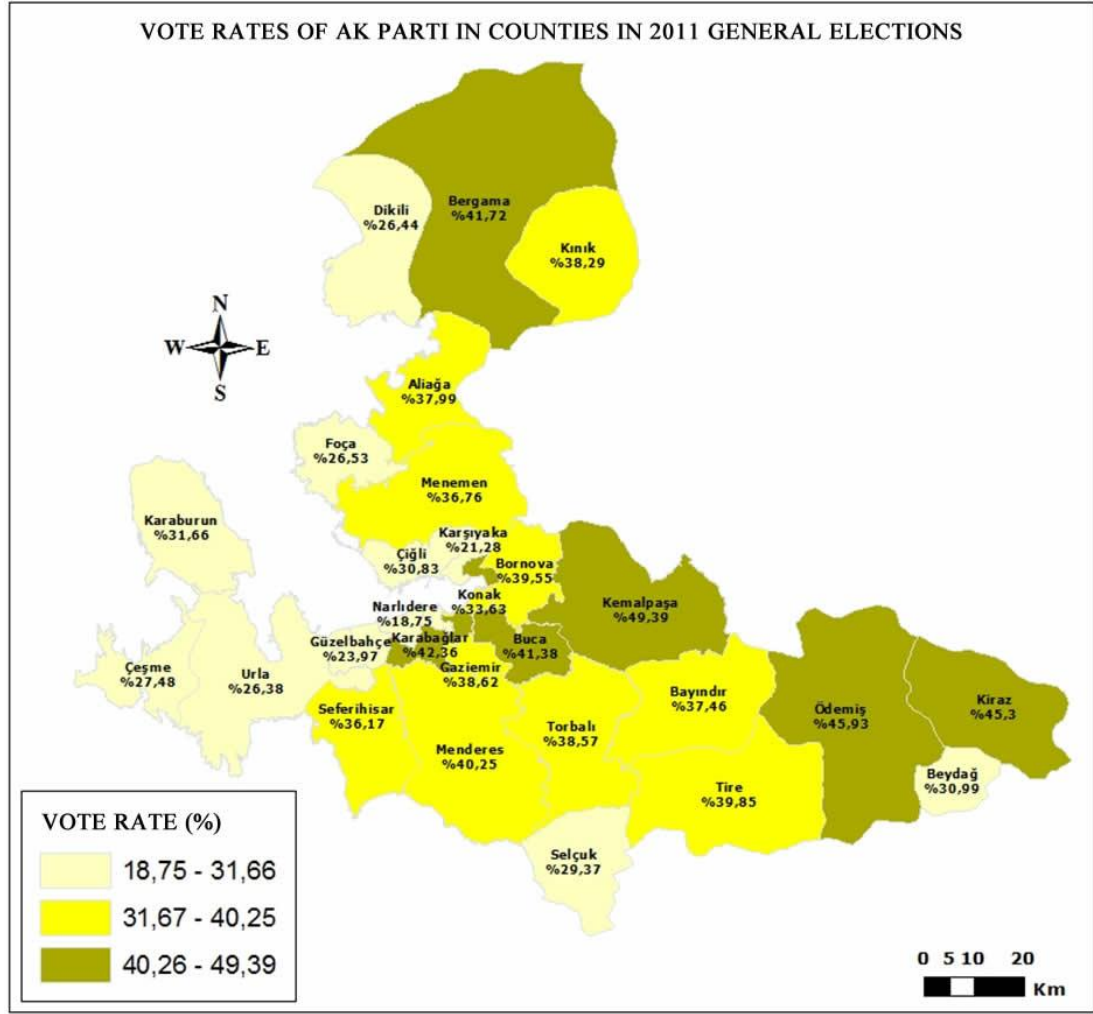 VOTE RATES OF AK PARTI IN COUNTIES IN 2011 GENERAL ELECTIONS
Dikili
%26,44
Bergama
%41,72
Kınık
%38,29
N
W
E
S
Aliağa
%37,99
Foça
%26,53
Menemen
%36,76
Karaburun
%31,66
Karşıyaka
%21,28
Çiğli
%30,83
Bornova
%39,55
Konak
%33,63
Kemalpaşa
%49,39
Narlıdere
%18,75
Güzelbahçe
%23,97
Karabağlar
%42,36
Buca
%41,38
Gaziemir
%38,62
Çeşme
%27,48
Urla
%26,38
Seferihisar
%36,17
Menderes
%40,25
Torbalı
%38,57
Bayındır
%37,46
Ödemiş
%45,93
Kiraz
%45,3
Beydağ
%30,99
Tire
%39,85
Selçuk
%29,37
VOTE RATE (%)
18,75 - 31,66
31,67 - 40,25
40,26 - 49,39
0 5 10 20
Km